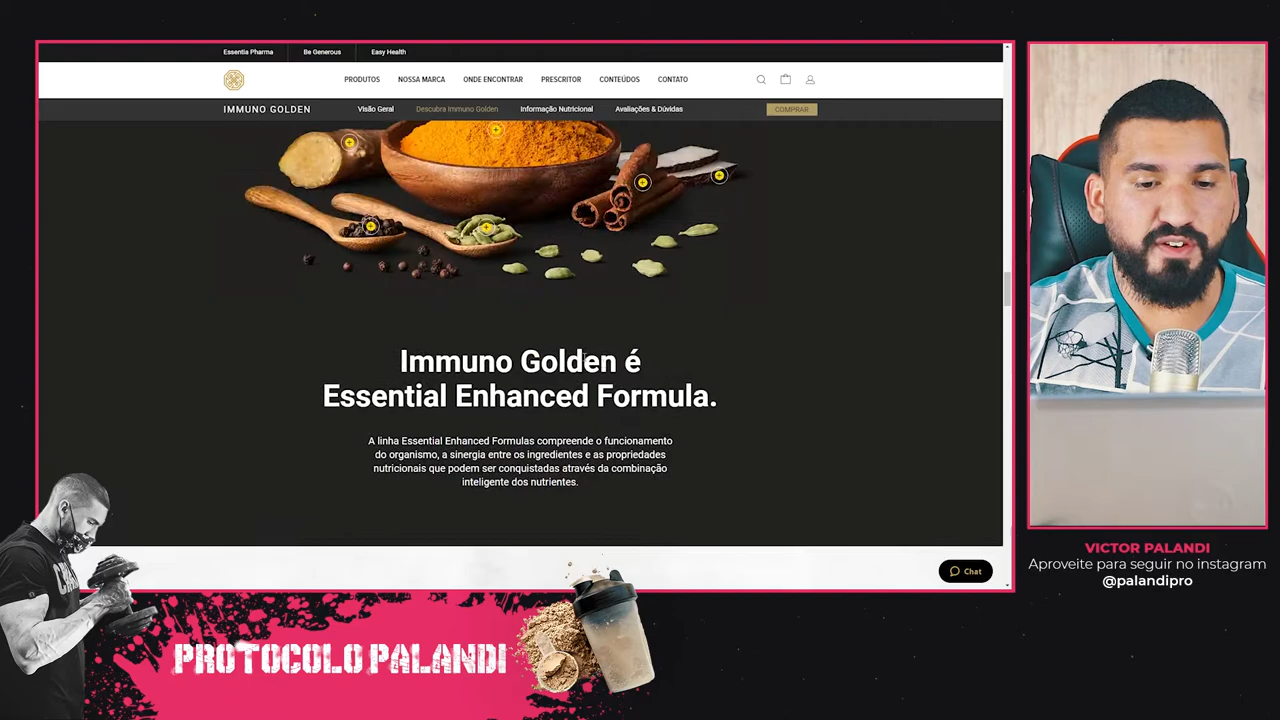 Essentia Pharma
Be Generous
Easy Health
PRODUTOS
NOSSA MARCA
ONDE ENCONTRAR
PRESCRITOR
CONTEÚDOS
CONTATO
IMMUNO GOLDEN
Visão Geral
Descubra Immuno Golden
Informação Nutricional
Avaliações & Dúvidas
COMPRAR
Immuno Golden é
Essential Enhanced Formula.
A linha Essential Enhanced Formulas compreende o funcionamento
do organismo, a sinergia entre os ingredientes e as propriedades
nutricionais que podem ser conquistadas através da combinação
inteligente dos nutrientes.
Chat
VICTOR PALANDI
Aproveite para seguir no instagram
@palandipro
PROTOCOLO PALANDI